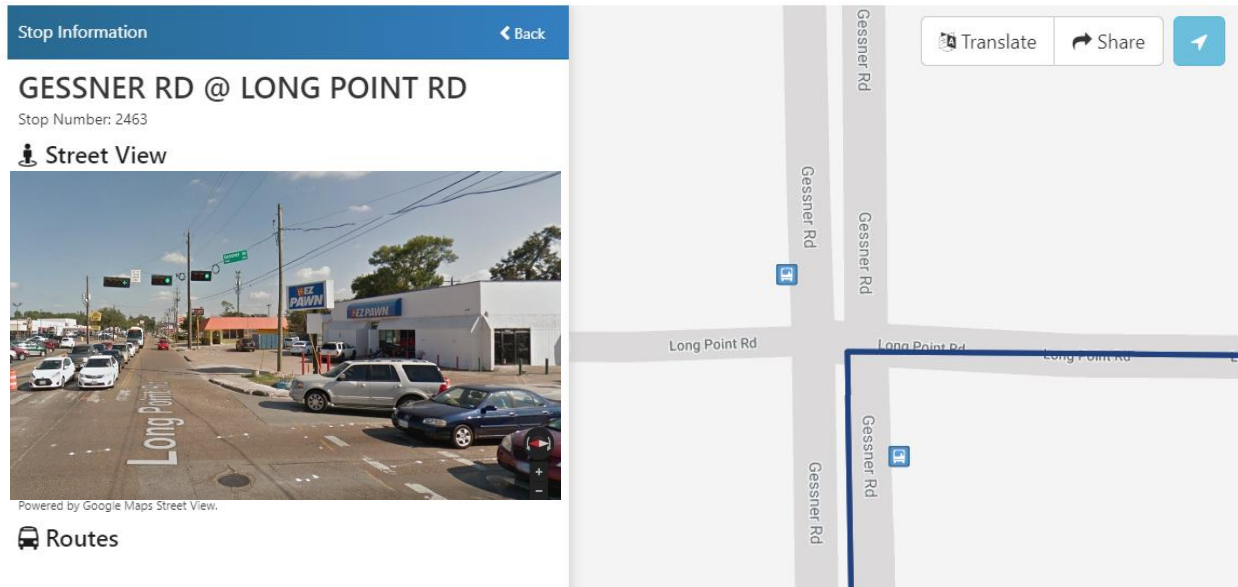 Stop Information
Back
GESSNER RD @ LONG POINT RD
Stop Number: 2463
Street View
EZ
PAWN
EZ PAWN
Long Point Rd
+
−
Powered by Google Maps Street View.
Routes
Translate
Share
Gessner Rd
Gessner Rd
Gessner Rd
Long Point Rd
Long Point Rd
Long Point Rd
Gessner Rd
Gessner Rd